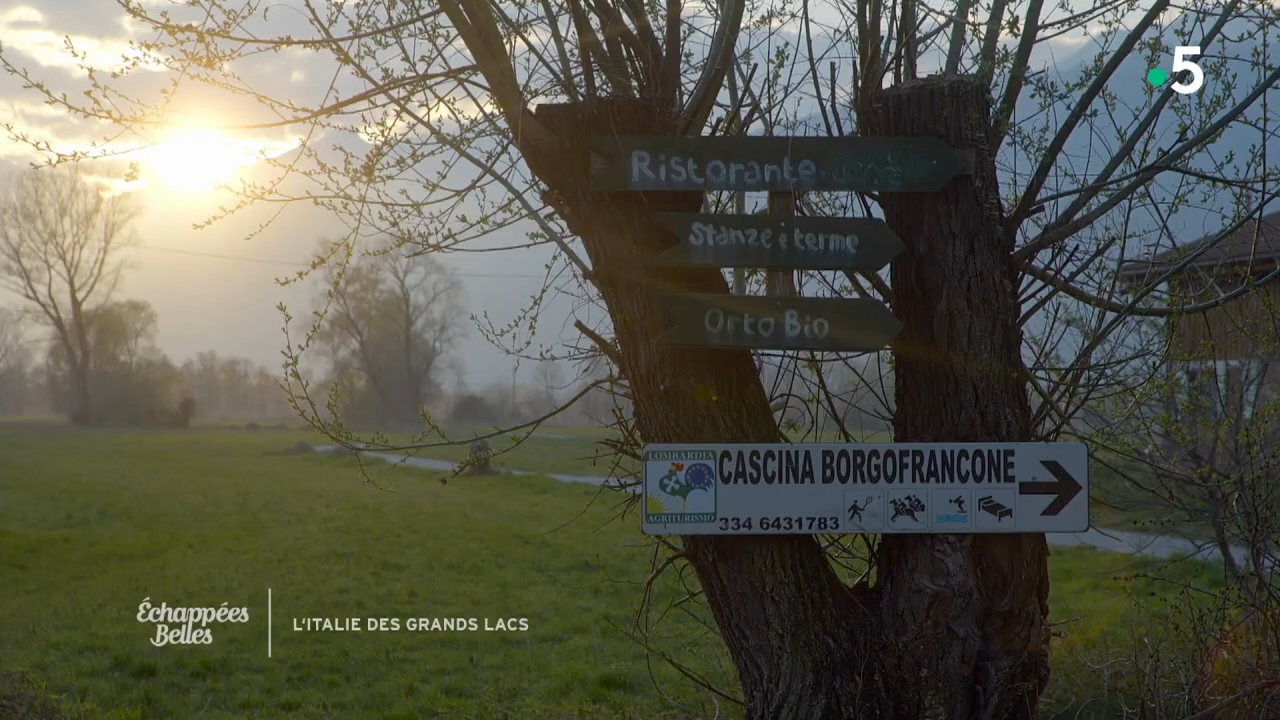 5
Ristorante
Stanze e terme
Orto Bio
LOMBARDIA
CASCINA BORGOFRANCONE
AGRITURISMO
334 6431783
Échappées
Belles
L'ITALIE DES GRANDS LACS